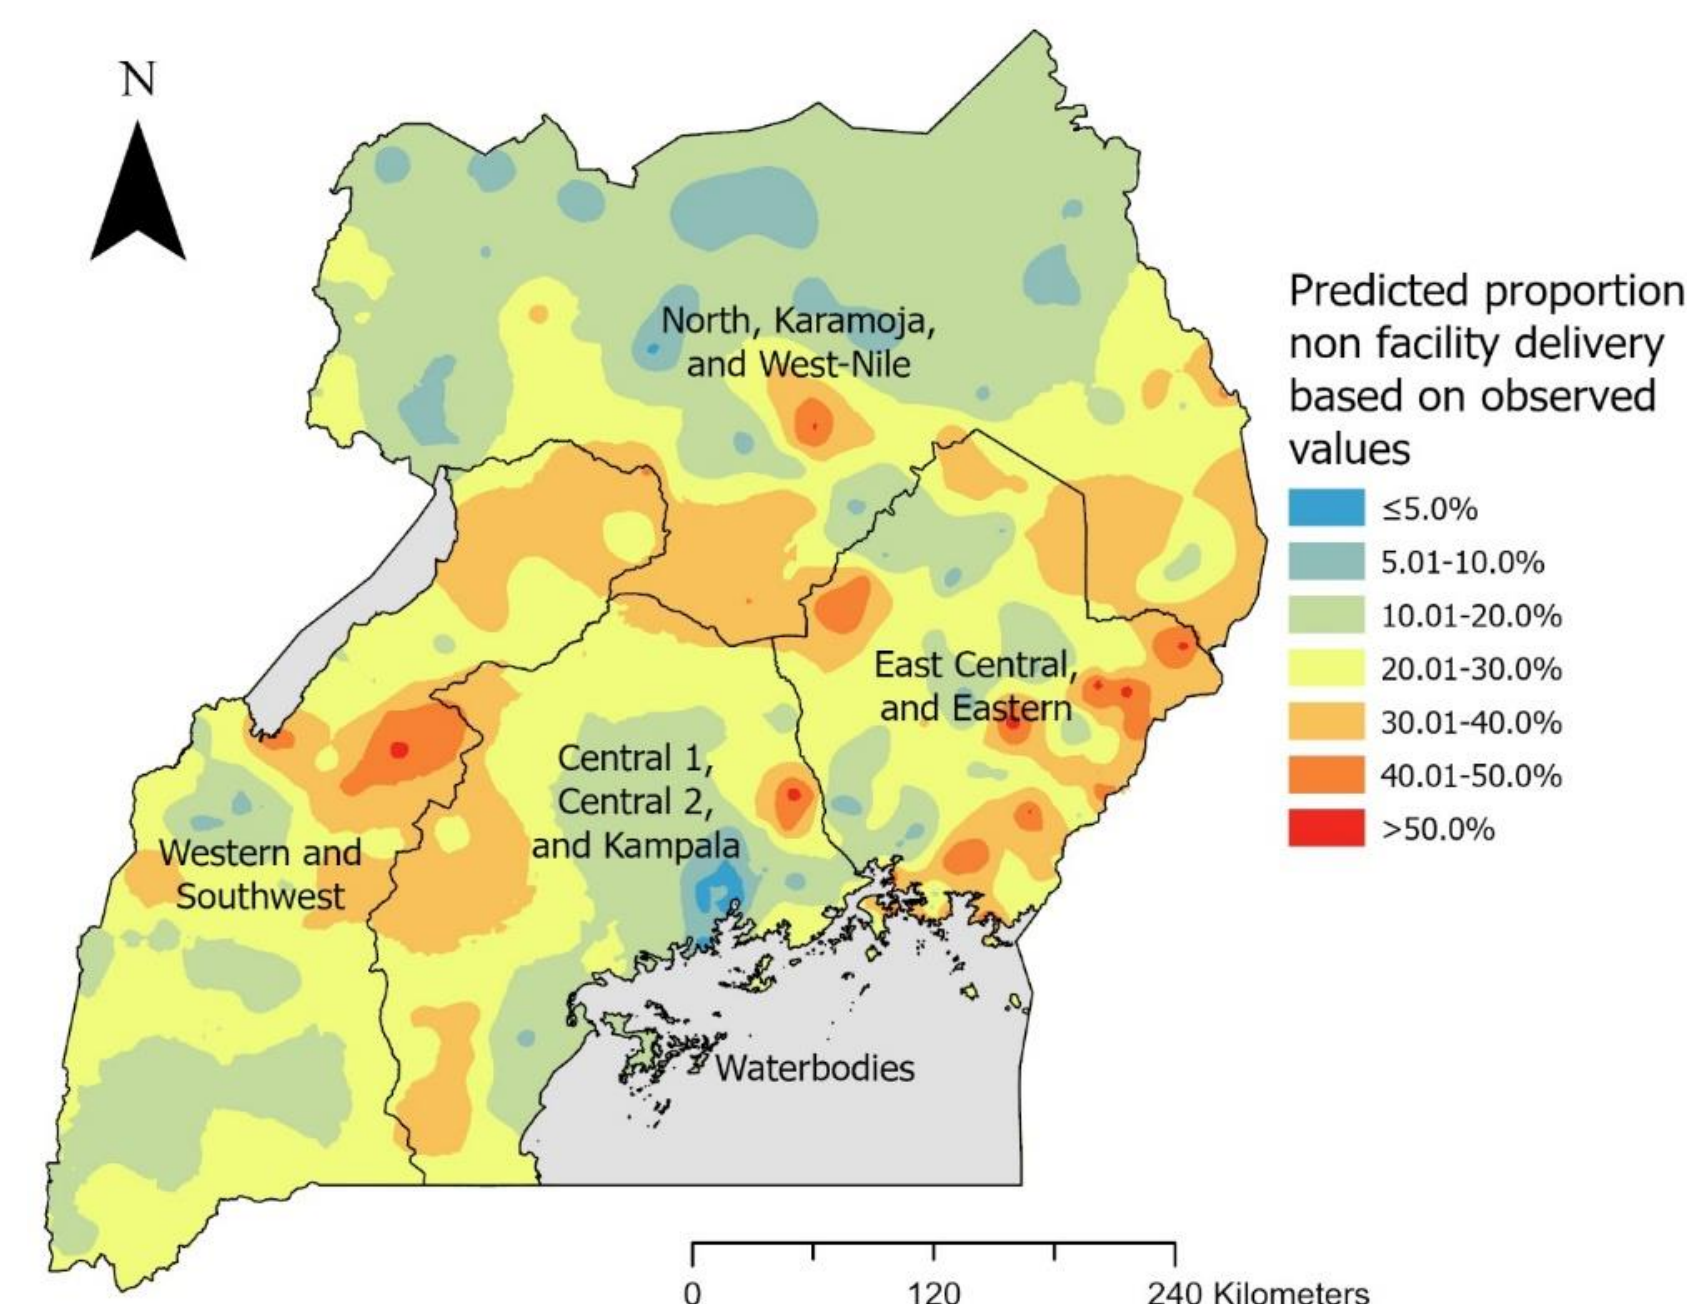 N
North, Karamoja,
and West-Nile
East Central,
and Eastern
Central 1,
Central 2,
and Kampala
Western and
Southwest
Waterbodies
Predicted proportion
non facility delivery
based on observed
values
≤5.0%
5.01-10.0%
10.01-20.0%
20.01-30.0%
30.01-40.0%
40.01-50.0%
>50.0%
0 120 240 Kilometers